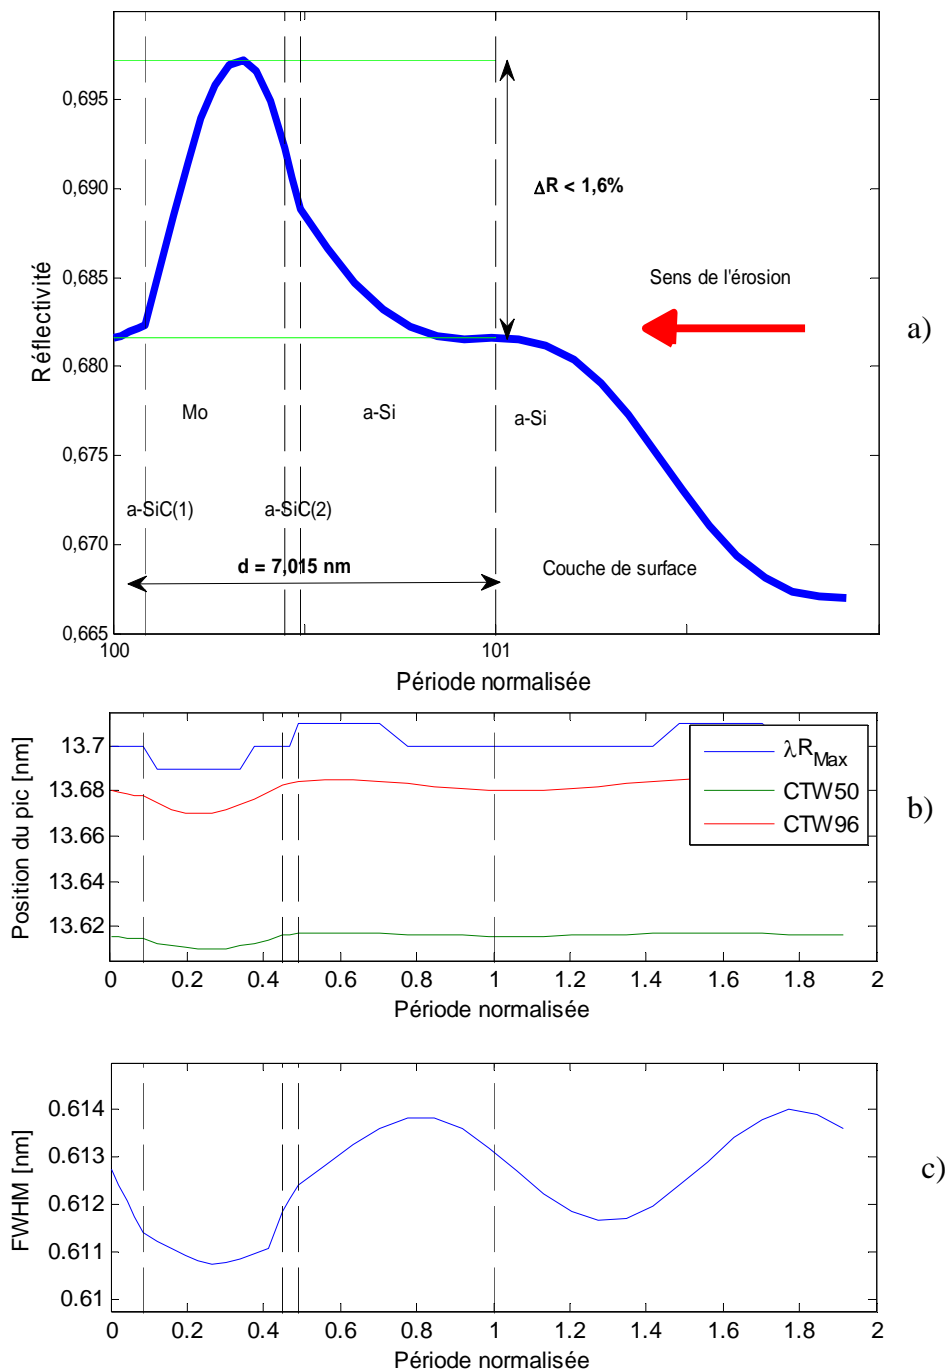 0,695
0,690
0,685
0,680
0,675
0,670
0,665
Réflectivité
ΔR < 1,6%
Sens de l'érosion
a)
Mo
a-Si
a-Si
a-SiC(1)
a-SiC(2)
d = 7,015 nm
Couche de surface
100
101
Période normalisée
Position du pic [nm]
13.7
13.68
13.66
13.64
13.62
λR_Max
CTW50
CTW96
b)
0 0.2 0.4 0.6 0.8 1 1.2 1.4 1.6 1.8 2
Période normalisée
FWHM [nm]
0.614
0.613
0.612
0.611
0.61
c)
0 0.2 0.4 0.6 0.8 1 1.2 1.4 1.6 1.8 2
Période normalisée